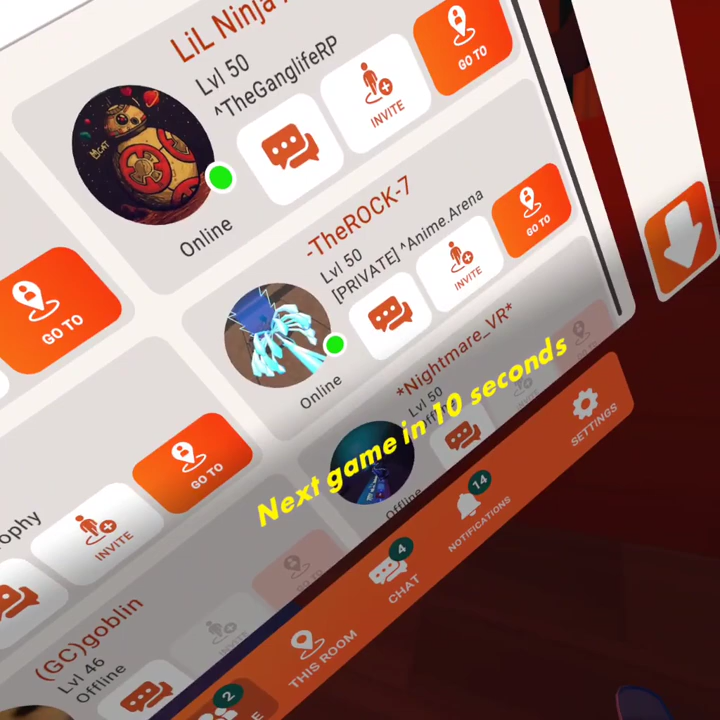 LiL Ninja
Lvl 50
^TheGanglifeRP
INVITE
GO TO
Online
-TheROCK-7
Lvl 50
[PRIVATE] ^Anime.Arena
INVITE
GO TO
Online
GO TO
*Nightmare_VR*
Lvl 50
Offline
Next game in 10 seconds
GO TO
INVITE
(GC)goblin
Lvl 46
Offline
SETTINGS
14
NOTIFICATIONS
4
CHAT
THIS ROOM
2